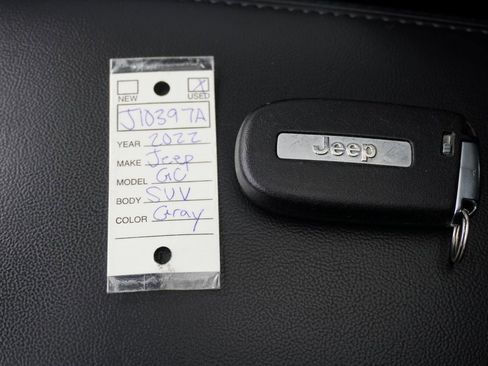 X
NEW USED
J10397A
YEAR 2022
MAKE Jeep
MODEL GC
BODY SUV
COLOR Gray
Jeep